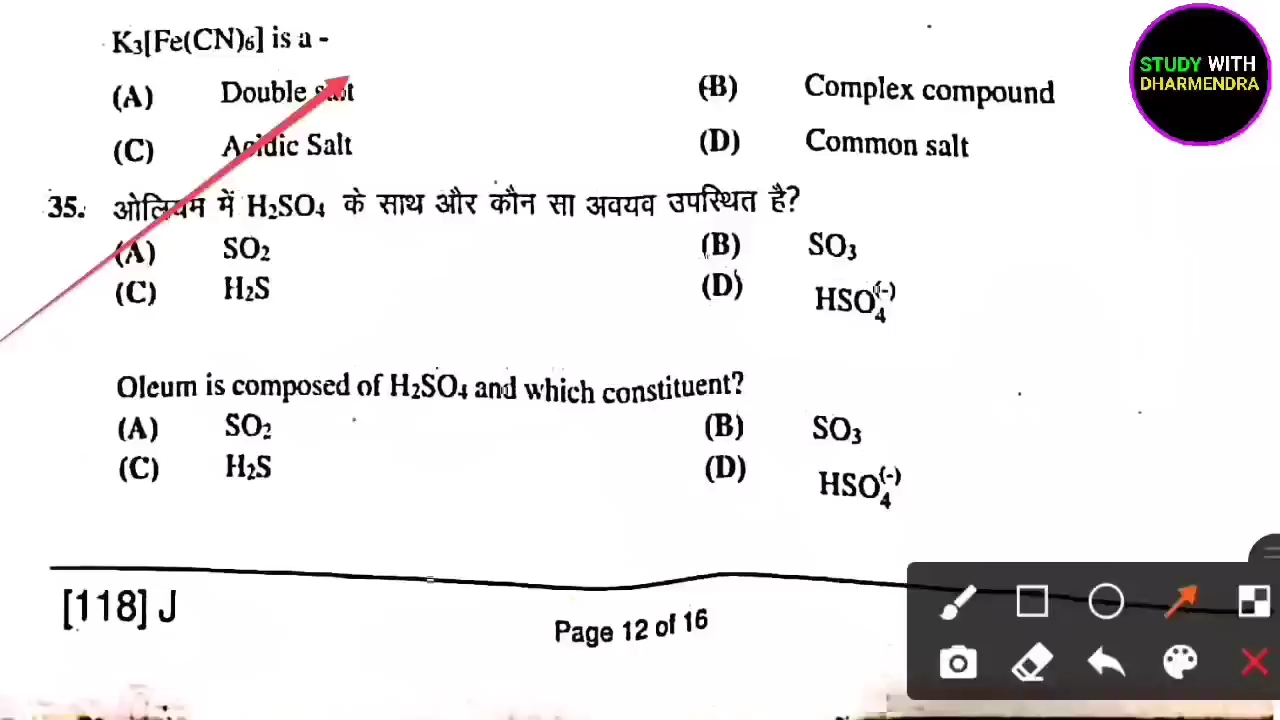 K₃[Fe(CN)₆] is a -
(A) Double salt (B) Complex compound
(C) Acidic Salt (D) Common salt
35. ओलियम में H₂SO₄ के साथ और कौन सा अवयव उपस्थित है?
(A) SO₂ (B) SO₃
(C) H₂S (D) HSO₄⁽⁻⁾
Oleum is composed of H₂SO₄ and which constituent?
(A) SO₂ (B) SO₃
(C) H₂S (D) HSO₄⁽⁻⁾
[118] J
Page 12 of 16
STUDY WITH
DHARMENDRA